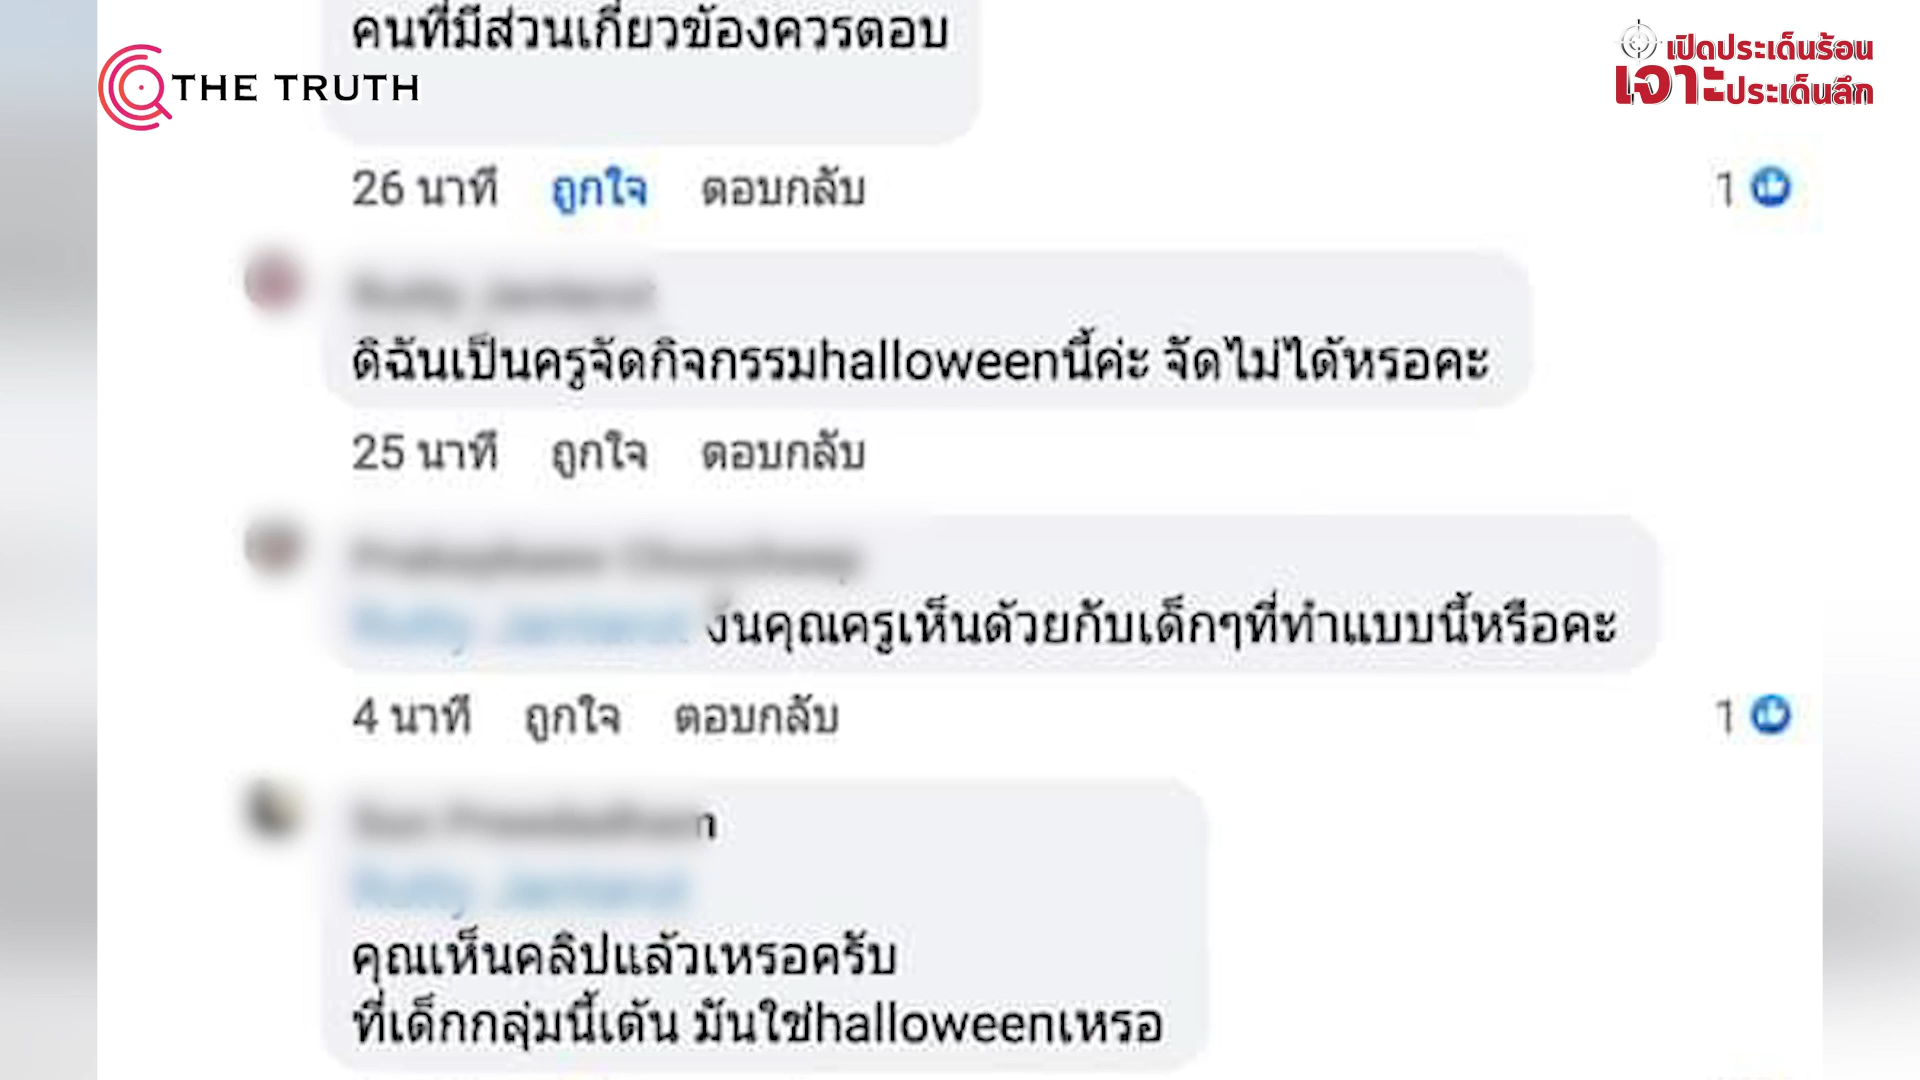 คนที่มีส่วนเกี่ยวข้องควรตอบ
THE TRUTH
เปิดประเด็นร้อน
เจาะประเด็นลึก
26 นาที ถูกใจ ตอบกลับ 1
ดิฉันเป็นครูจัดกิจกรรมhalloweenนี้ค่ะ จัดไม่ได้หรอคะ
25 นาที ถูกใจ ตอบกลับ
งั้นคุณครูเห็นด้วยกับเด็กๆที่ทำแบบนี้หรือคะ
4 นาที ถูกใจ ตอบกลับ 1
คุณเห็นคลิปแล้วเหรอครับ
ที่เด็กกลุ่มนี้เต้น มันใช่halloweenเหรอ